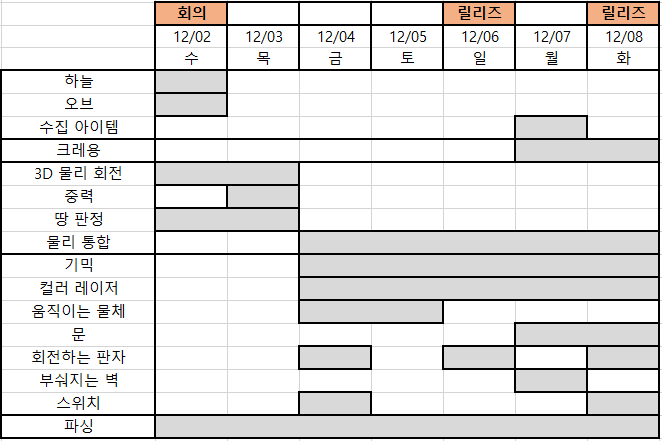 회의 릴리즈 릴리즈
12/02 12/03 12/04 12/05 12/06 12/07 12/08
수 목 금 토 일 월 화
하늘
오브
수집 아이템
크레용
3D 물리 회전
중력
땅 판정
물리 통합
기믹
컬러 레이저
움직이는 물체
문
회전하는 판자
부숴지는 벽
스위치
파싱